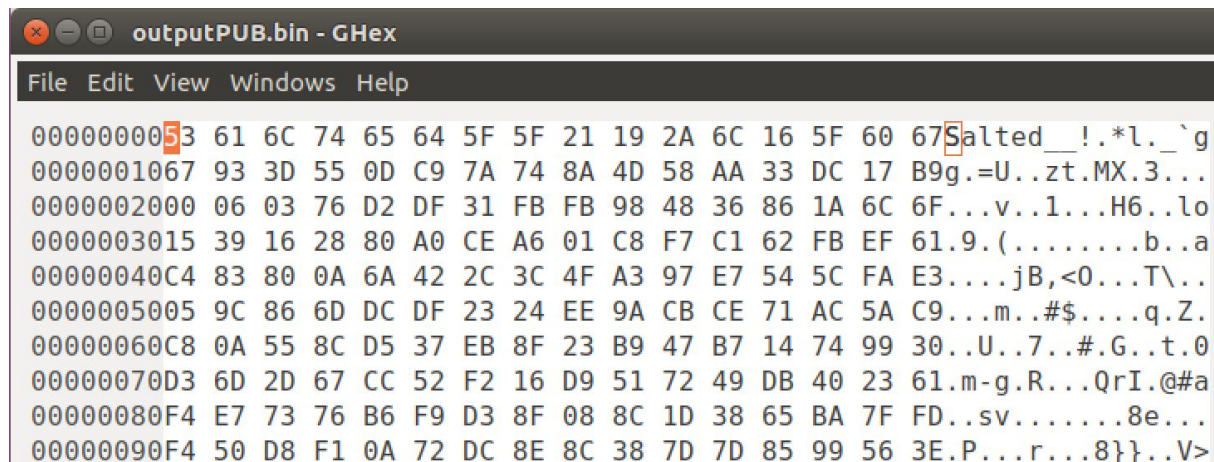 outputPUB.bin - GHex
File Edit View Windows Help
0000000053 61 6C 74 65 64 5F 5F 21 19 2A 6C 16 5F 60 67Salted__!.*l._`g
0000001067 93 3D 55 0D C9 7A 74 8A 4D 58 AA 33 DC 17 B9g.=U..zt.MX.3...
0000002000 06 03 76 D2 DF 31 FB FB 98 48 36 86 1A 6C 6F...v..1...H6..lo
0000003015 39 16 28 80 A0 CE A6 01 C8 F7 C1 62 FB EF 61.9.(........b..a
00000040C4 83 80 0A 6A 42 2C 3C 4F A3 97 E7 54 5C FA E3....jB,<O...T\..
0000005005 9C 86 6D DC DF 23 24 EE 9A CB CE 71 AC 5A C9...m..#$....q.Z.
00000060C8 0A 55 8C D5 37 EB 8F 23 B9 47 B7 14 74 99 30..U..7..#.G..t.0
00000070D3 6D 2D 67 CC 52 F2 16 D9 51 72 49 DB 40 23 61.m-g.R...QrI.@#a
00000080F4 E7 73 76 B6 F9 D3 8F 08 8C 1D 38 65 BA 7F FD..sv.......8e...
00000090F4 50 D8 F1 0A 72 DC 8E 8C 38 7D 7D 85 99 56 3E.P...r...8}}..V>